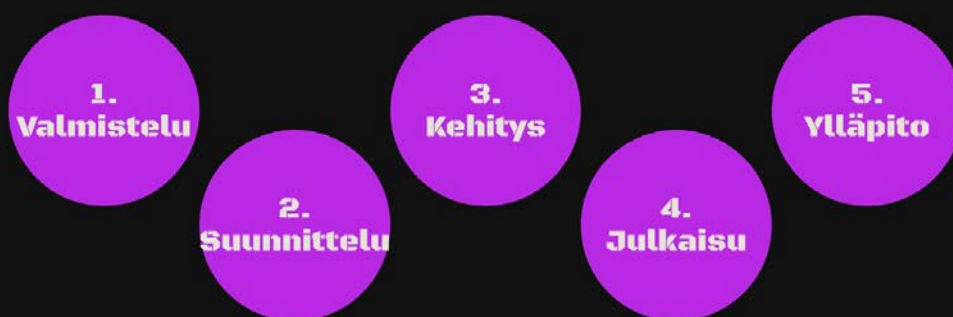 1.
Valmistelu
2.
Suunnittelu
3.
Kehitys
4.
Julkaisu
5.
Ylläpito